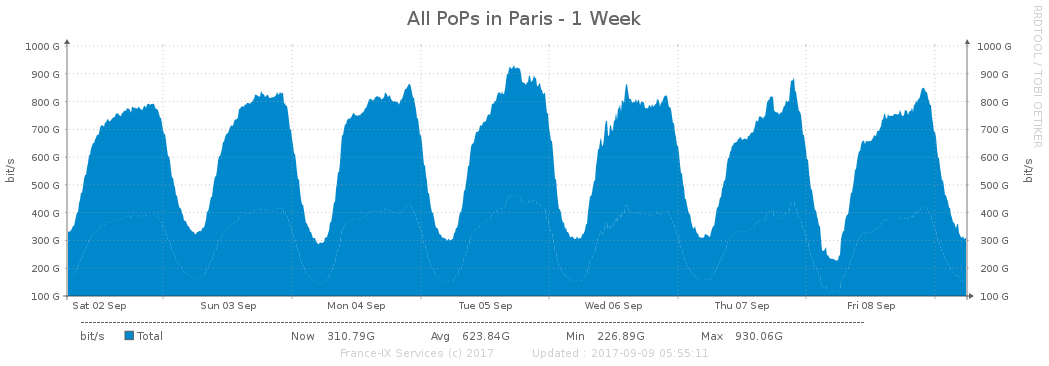 All PoPs in Paris - 1 Week
RRDTOOL / TOBI OETIKER
1000 G 1000 G
900 G 900 G
800 G 800 G
700 G 700 G
600 G 600 G
500 G 500 G
400 G 400 G
300 G 300 G
200 G 200 G
100 G 100 G
bit/s bit/s
Sat 02 Sep Sun 03 Sep Mon 04 Sep Tue 05 Sep Wed 06 Sep Thu 07 Sep Fri 08 Sep
bit/s Total Now 310.79G Avg 623.84G Min 226.89G Max 930.06G
France-IX Services (c) 2017 Updated : 2017-09-09 05:55:11